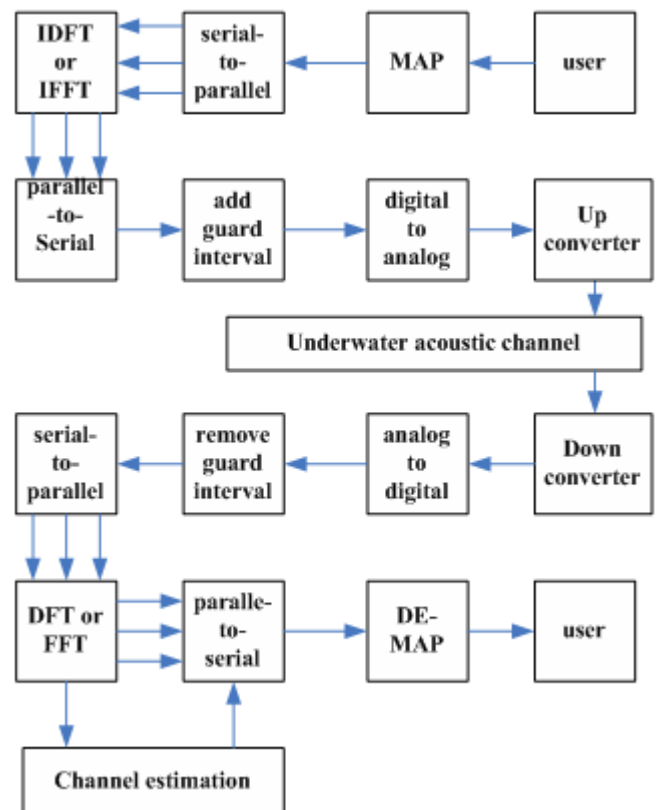 IDFT
or
IFFT
serial-
to-
parallel
MAP
user
parallel
-to-
Serial
add
guard
interval
digital
to
analog
Up
converter
Underwater acoustic channel
serial-
to-
parallel
remove
guard
interval
analog
to
digital
Down
converter
DFT or
FFT
paralle-
to-
serial
DE-
MAP
user
Channel estimation